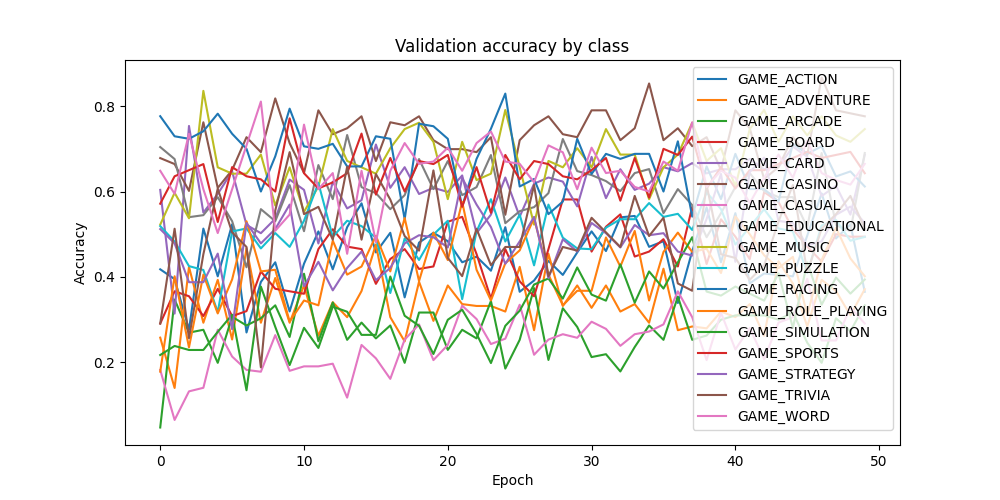 Validation accuracy by class
Accuracy
0.8
0.6
0.4
0.2
0
10
20
30
40
50
Epoch
GAME_ACTION
GAME_ADVENTURE
GAME_ARCADE
GAME_BOARD
GAME_CARD
GAME_CASINO
GAME_CASUAL
GAME_EDUCATIONAL
GAME_MUSIC
GAME_PUZZLE
GAME_RACING
GAME_ROLE_PLAYING
GAME_SIMULATION
GAME_SPORTS
GAME_STRATEGY
GAME_TRIVIA
GAME_WORD